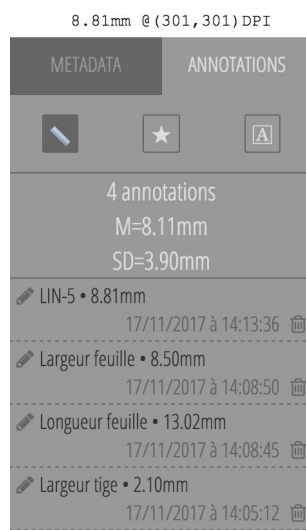 8.81mm @(301,301)DPI
METADATA ANNOTATIONS
A
4 annotations
M=8.11mm
SD=3.90mm
LIN-5 • 8.81mm
17/11/2017 à 14:13:36
Largeur feuille • 8.50mm
17/11/2017 à 14:08:50
Longueur feuille • 13.02mm
17/11/2017 à 14:08:45
Largeur tige • 2.10mm
17/11/2017 à 14:05:12